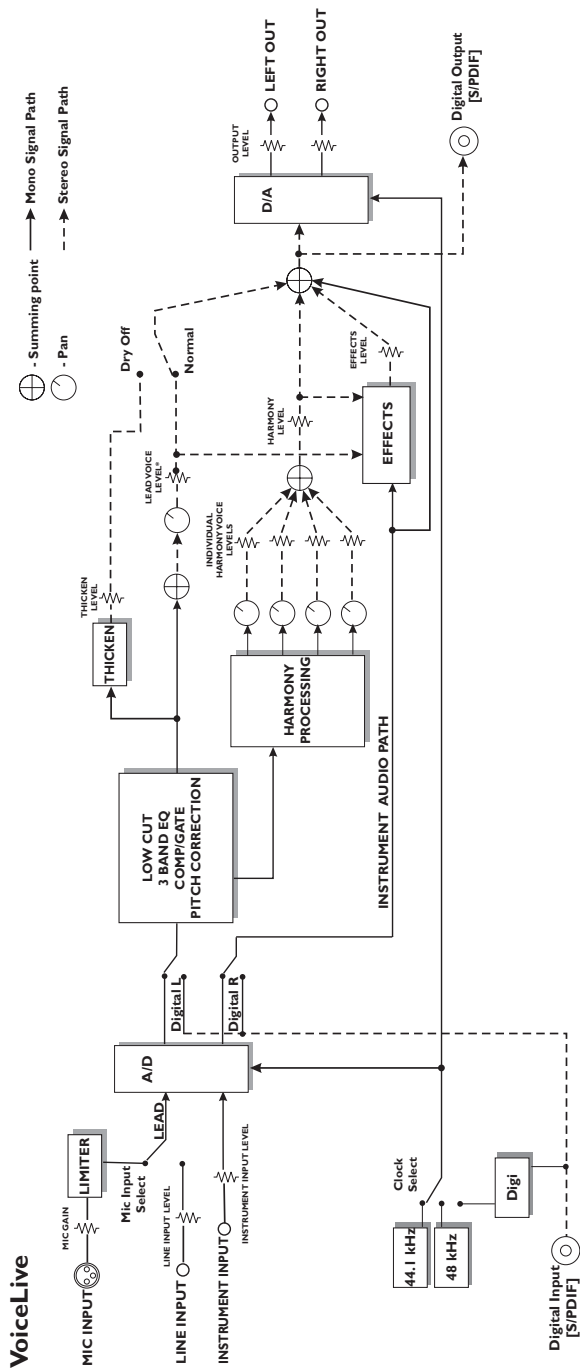 VoiceLive
- Summing point
Mono Signal Path
- Pan
Stereo Signal Path
MIC INPUT
MIC GAIN
LIMITER
Mic Input
Select
LEAD
LINE INPUT
LINE INPUT LEVEL
INSTRUMENT INPUT
INSTRUMENT INPUT LEVEL
A/D
Digital L
Digital R
LOW CUT
3 BAND EQ
COMP/GATE
PITCH CORRECTION
THICKEN
THICKEN
LEVEL
LEAD VOICE
LEVEL*
Dry Off
Normal
HARMONY
PROCESSING
INDIVIDUAL
HARMONY VOICE
LEVELS
HARMONY
LEVEL
EFFECTS
EFFECTS
LEVEL
INSTRUMENT AUDIO PATH
D/A
OUTPUT
LEVEL
LEFT OUT
RIGHT OUT
Digital Output
[S/PDIF]
44.1 kHz
48 kHz
Clock
Select
Digi
Digital Input
[S/PDIF]